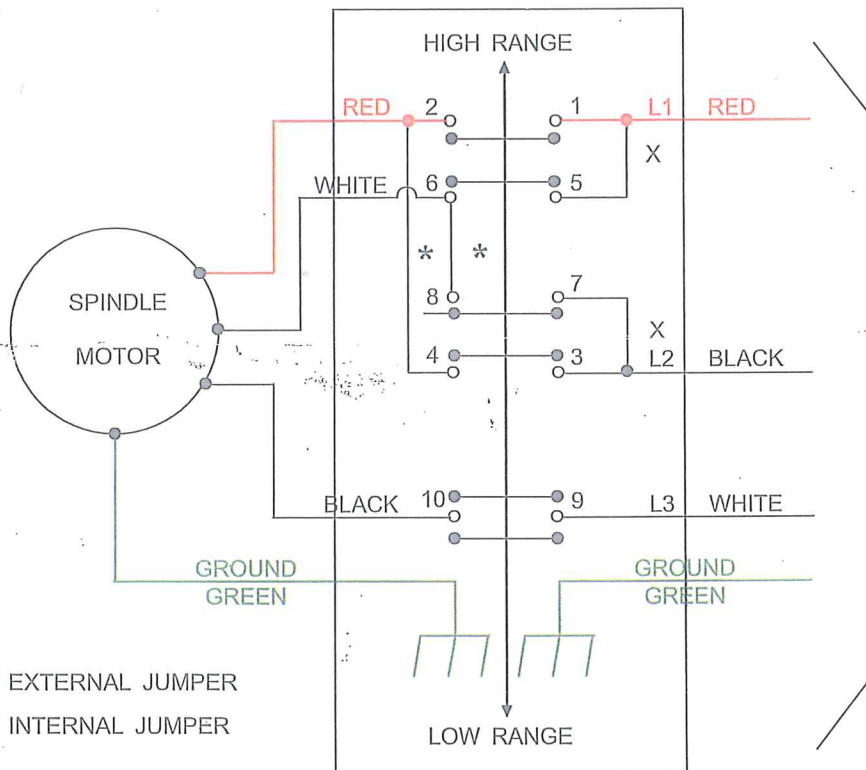 HIGH RANGE
RED 2 1 L1 RED
X
WHITE 6 5
* *
SPINDLE
MOTOR
8 7
X
4 3 L2 BLACK
BLACK 10 9 L3 WHITE
GROUND
GREEN
GROUND
GREEN
EXTERNAL JUMPER
INTERNAL JUMPER
LOW RANGE